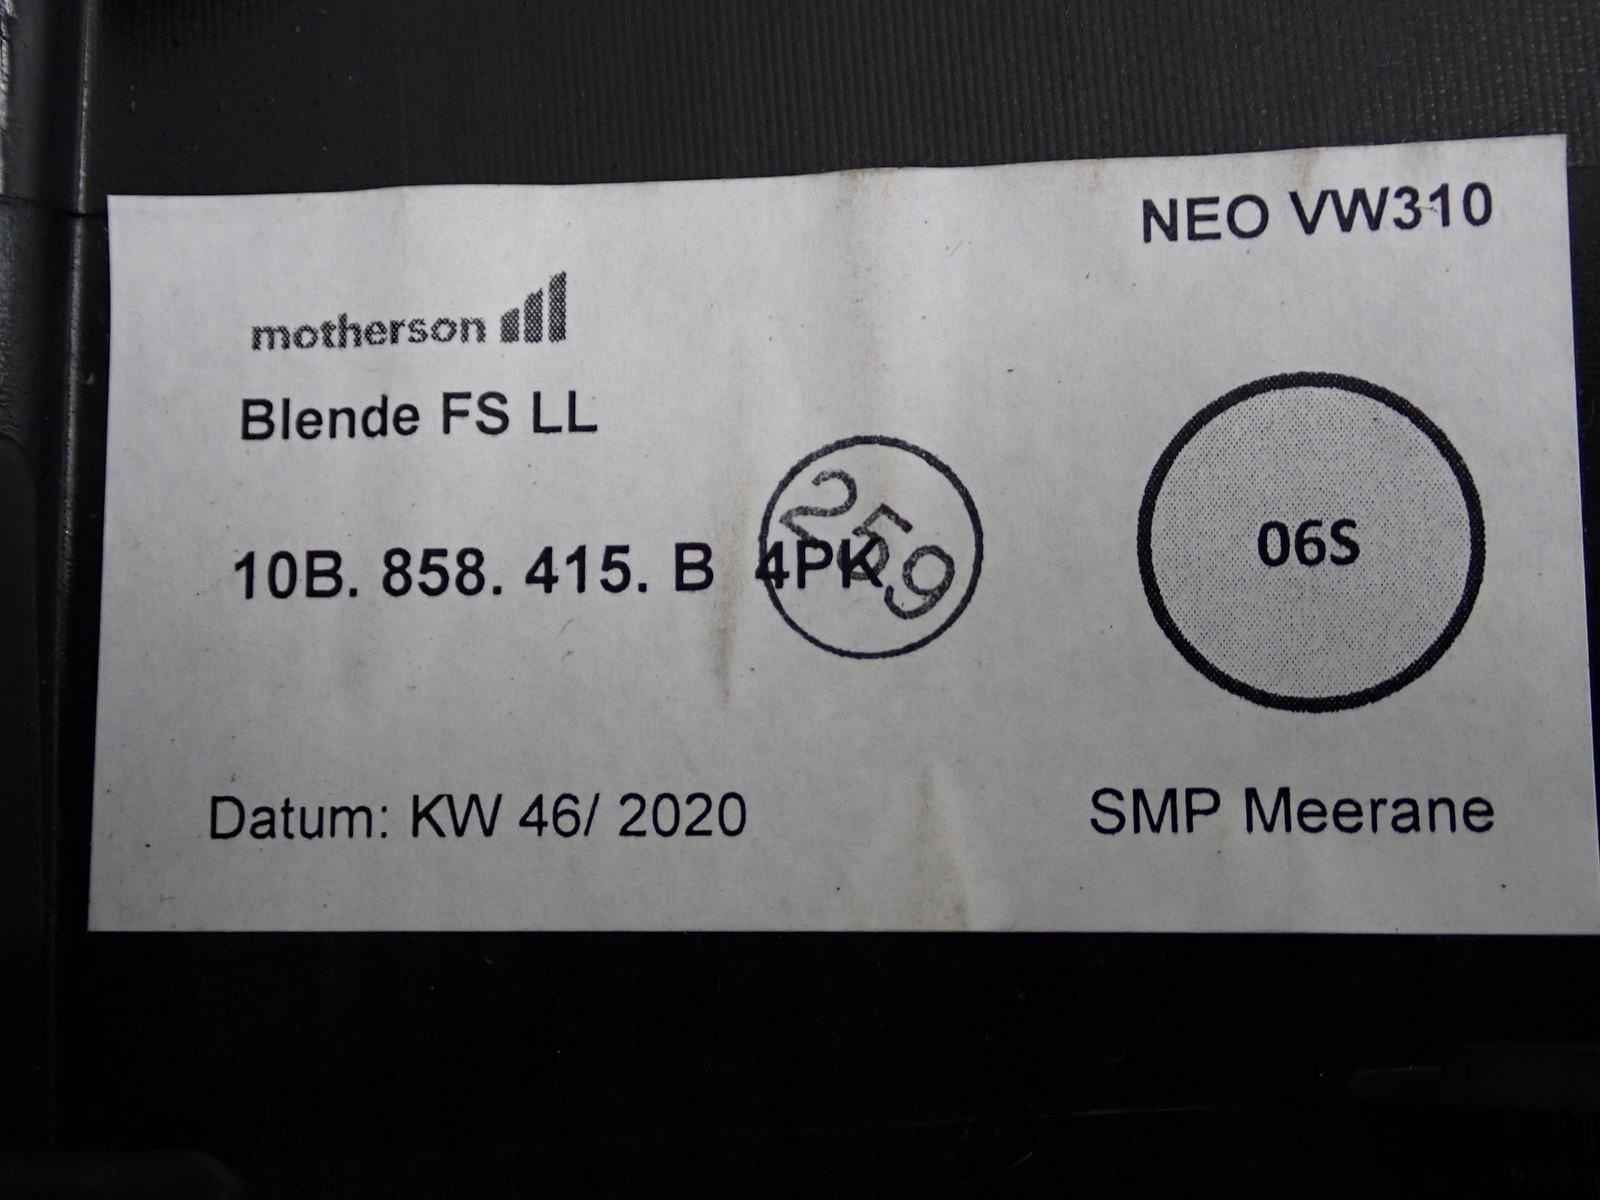 NEO VW310
motherson
Blende FS LL
259
10B. 858. 415. B 4PK
06S
Datum: KW 46/ 2020
SMP Meerane